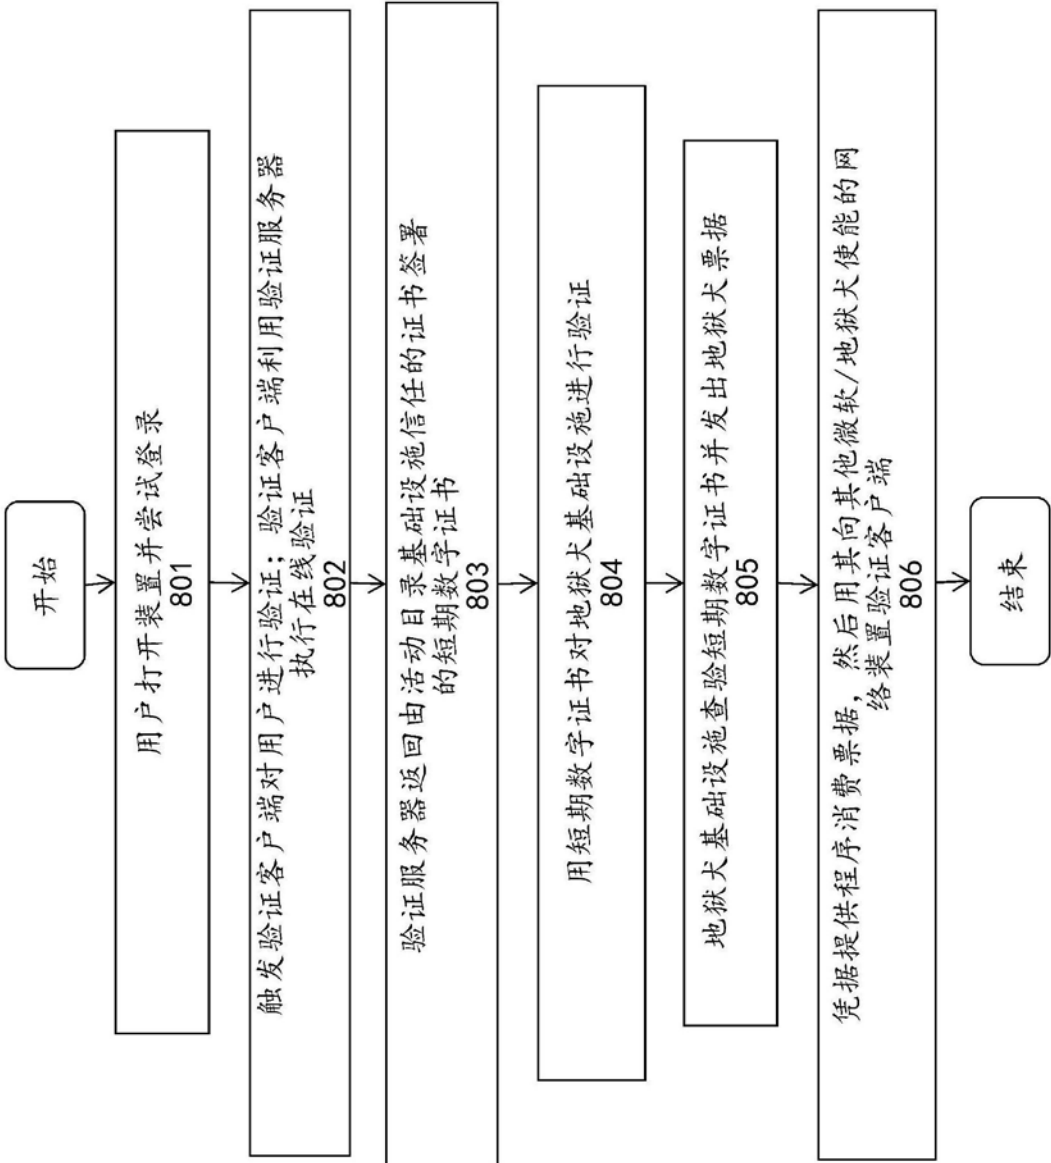 开始
用户打开装置并尝试登录
801
触发验证客户端对用户进行验证；验证客户端利用验证服务器
执行在线验证
802
验证服务器返回由活动目录基础设施信任的证书签署
的短期数字证书
803
用短期数字证书对地狱犬基础设施进行验证
804
地狱犬基础设施查验短期数字证书并发出地狱犬票据
805
凭据提供程序消费票据，然后用其向其他微软/地狱犬使能的网
络装置验证客户端
806
结束